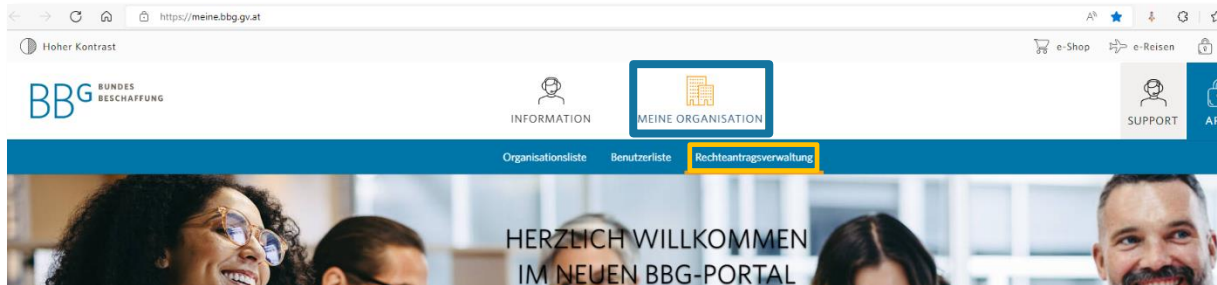 https://meine.bbg.gv.at
Hoher Kontrast
e-Shop e-Reisen
BBG BUNDES
BESCHAFFUNG
INFORMATION MEINE ORGANISATION SUPPORT
Organisationsliste Benutzerliste Rechteantragsverwaltung
HERZLICH WILLKOMMEN
IM NEUEN BBG-PORTAL